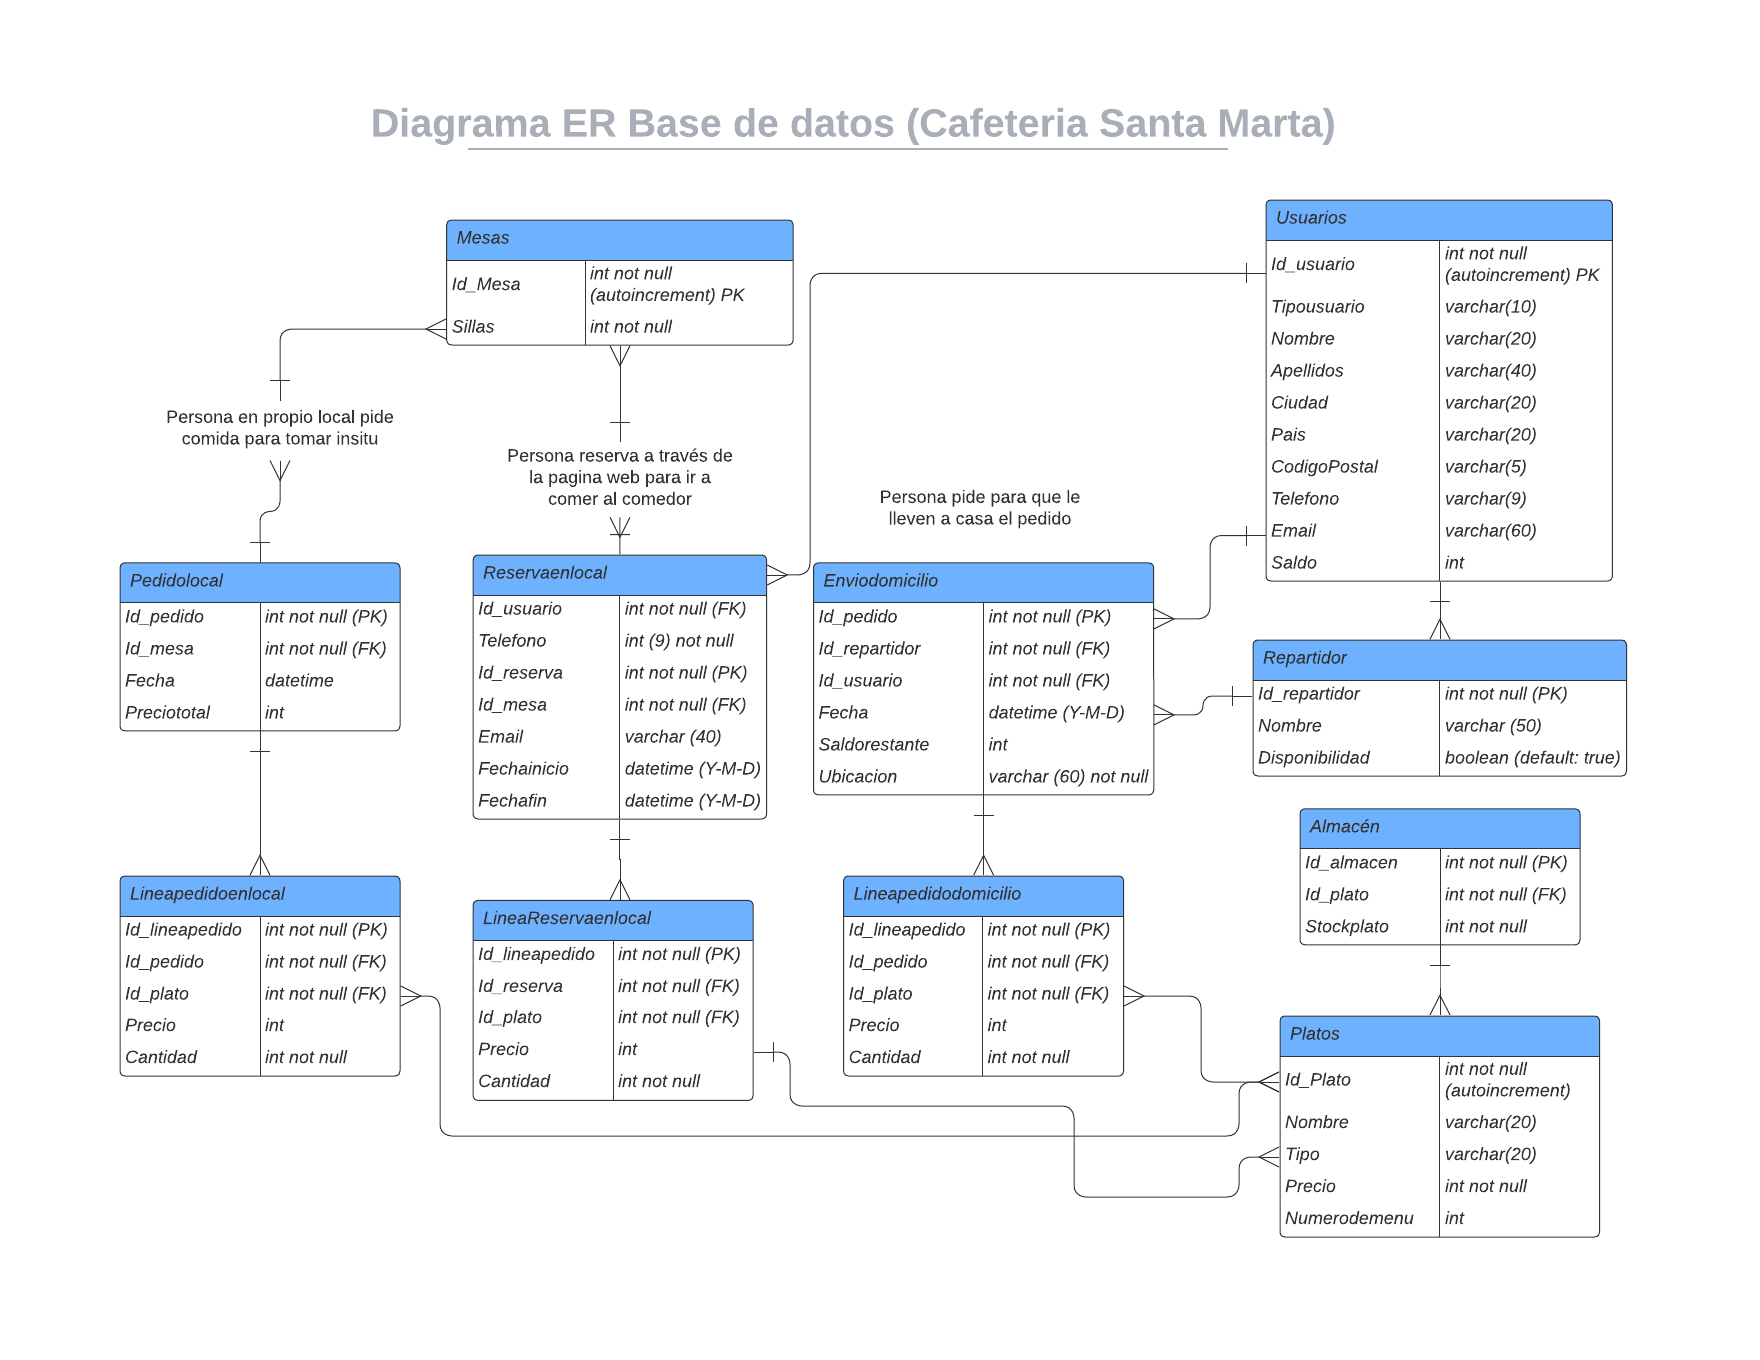 Diagrama ER Base de datos (Cafeteria Santa Marta)
Mesas
Id_Mesa int not null
(autoincrement) PK
Sillas int not null
Usuarios
Id_usuario int not null
(autoincrement) PK
Tipousuario varchar(10)
Nombre varchar(20)
Apellidos varchar(40)
Ciudad varchar(20)
Pais varchar(20)
CodigoPostal varchar(5)
Telefono varchar(9)
Email varchar(60)
Saldo int
Persona en propio local pide
comida para tomar insitu
Persona reserva a través de
la pagina web para ir a
comer al comedor
Persona pide para que le
lleven a casa el pedido
Pedidolocal
Id_pedido int not null (PK)
Id_mesa int not null (FK)
Fecha datetime
Preciototal int
Reservaenlocal
Id_usuario int not null (FK)
Telefono int (9) not null
Id_reserva int not null (PK)
Id_mesa int not null (FK)
Email varchar (40)
Fechainicio datetime (Y-M-D)
Fechafin datetime (Y-M-D)
Enviodomicilio
Id_pedido int not null (PK)
Id_repartidor int not null (FK)
Id_usuario int not null (FK)
Fecha datetime (Y-M-D)
Saldorestante int
Ubicacion varchar (60) not null
Repartidor
Id_repartidor int not null (PK)
Nombre varchar (50)
Disponibilidad boolean (default: true)
Almacén
Id_almacen int not null (PK)
Id_plato int not null (FK)
Stockplato int not null
Lineapedidoenlocal
Id_lineapedido int not null (PK)
Id_pedido int not null (FK)
Id_plato int not null (FK)
Precio int
Cantidad int not null
LineaReservaenlocal
Id_lineapedido int not null (PK)
Id_reserva int not null (FK)
Id_plato int not null (FK)
Precio int
Cantidad int not null
Lineapedidodomicilio
Id_lineapedido int not null (PK)
Id_pedido int not null (FK)
Id_plato int not null (FK)
Precio int
Cantidad int not null
Platos
Id_Plato int not null
(autoincrement)
Nombre varchar(20)
Tipo varchar(20)
Precio int not null
Numerodemenu int